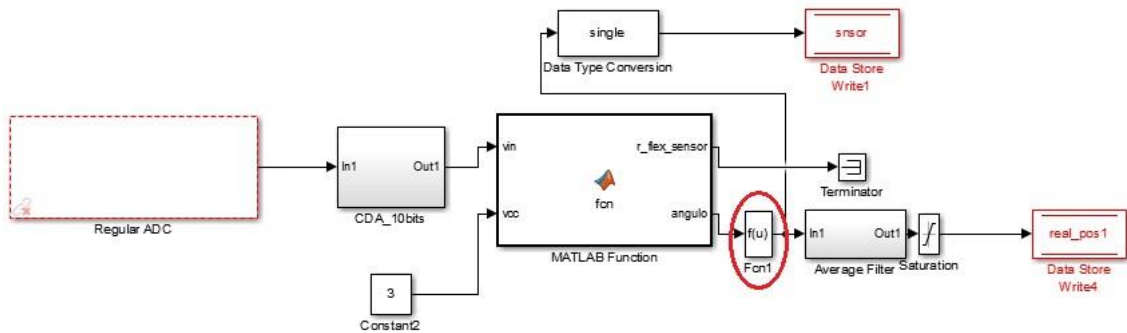 single
Data Type Conversion
snsor
Data Store
Write1
Regular ADC
In1
Out1
CDA_10bits
vin
vcc
r_flex_sensor
angulo
fcn
MATLAB Function
3
Constant2
Terminator
f(u)
Fcn1
In1
Out1
Average Filter
Saturation
real_pos1
Data Store
Write4